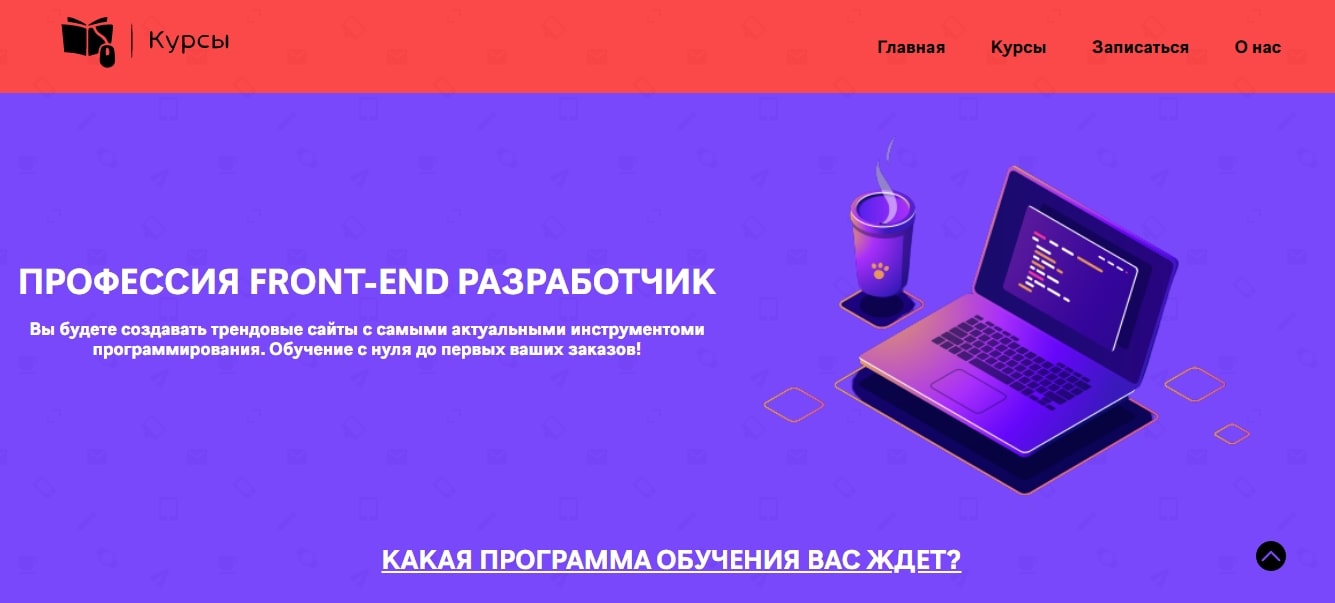 Курсы
Главная Курсы Записаться О нас
ПРОФЕССИЯ FRONT-END РАЗРАБОТЧИК
Вы будете создавать трендовые сайты с самыми актуальными инструментоми
программирования. Обучение с нуля до первых ваших заказов!
КАКАЯ ПРОГРАММА ОБУЧЕНИЯ ВАС ЖДЕТ?